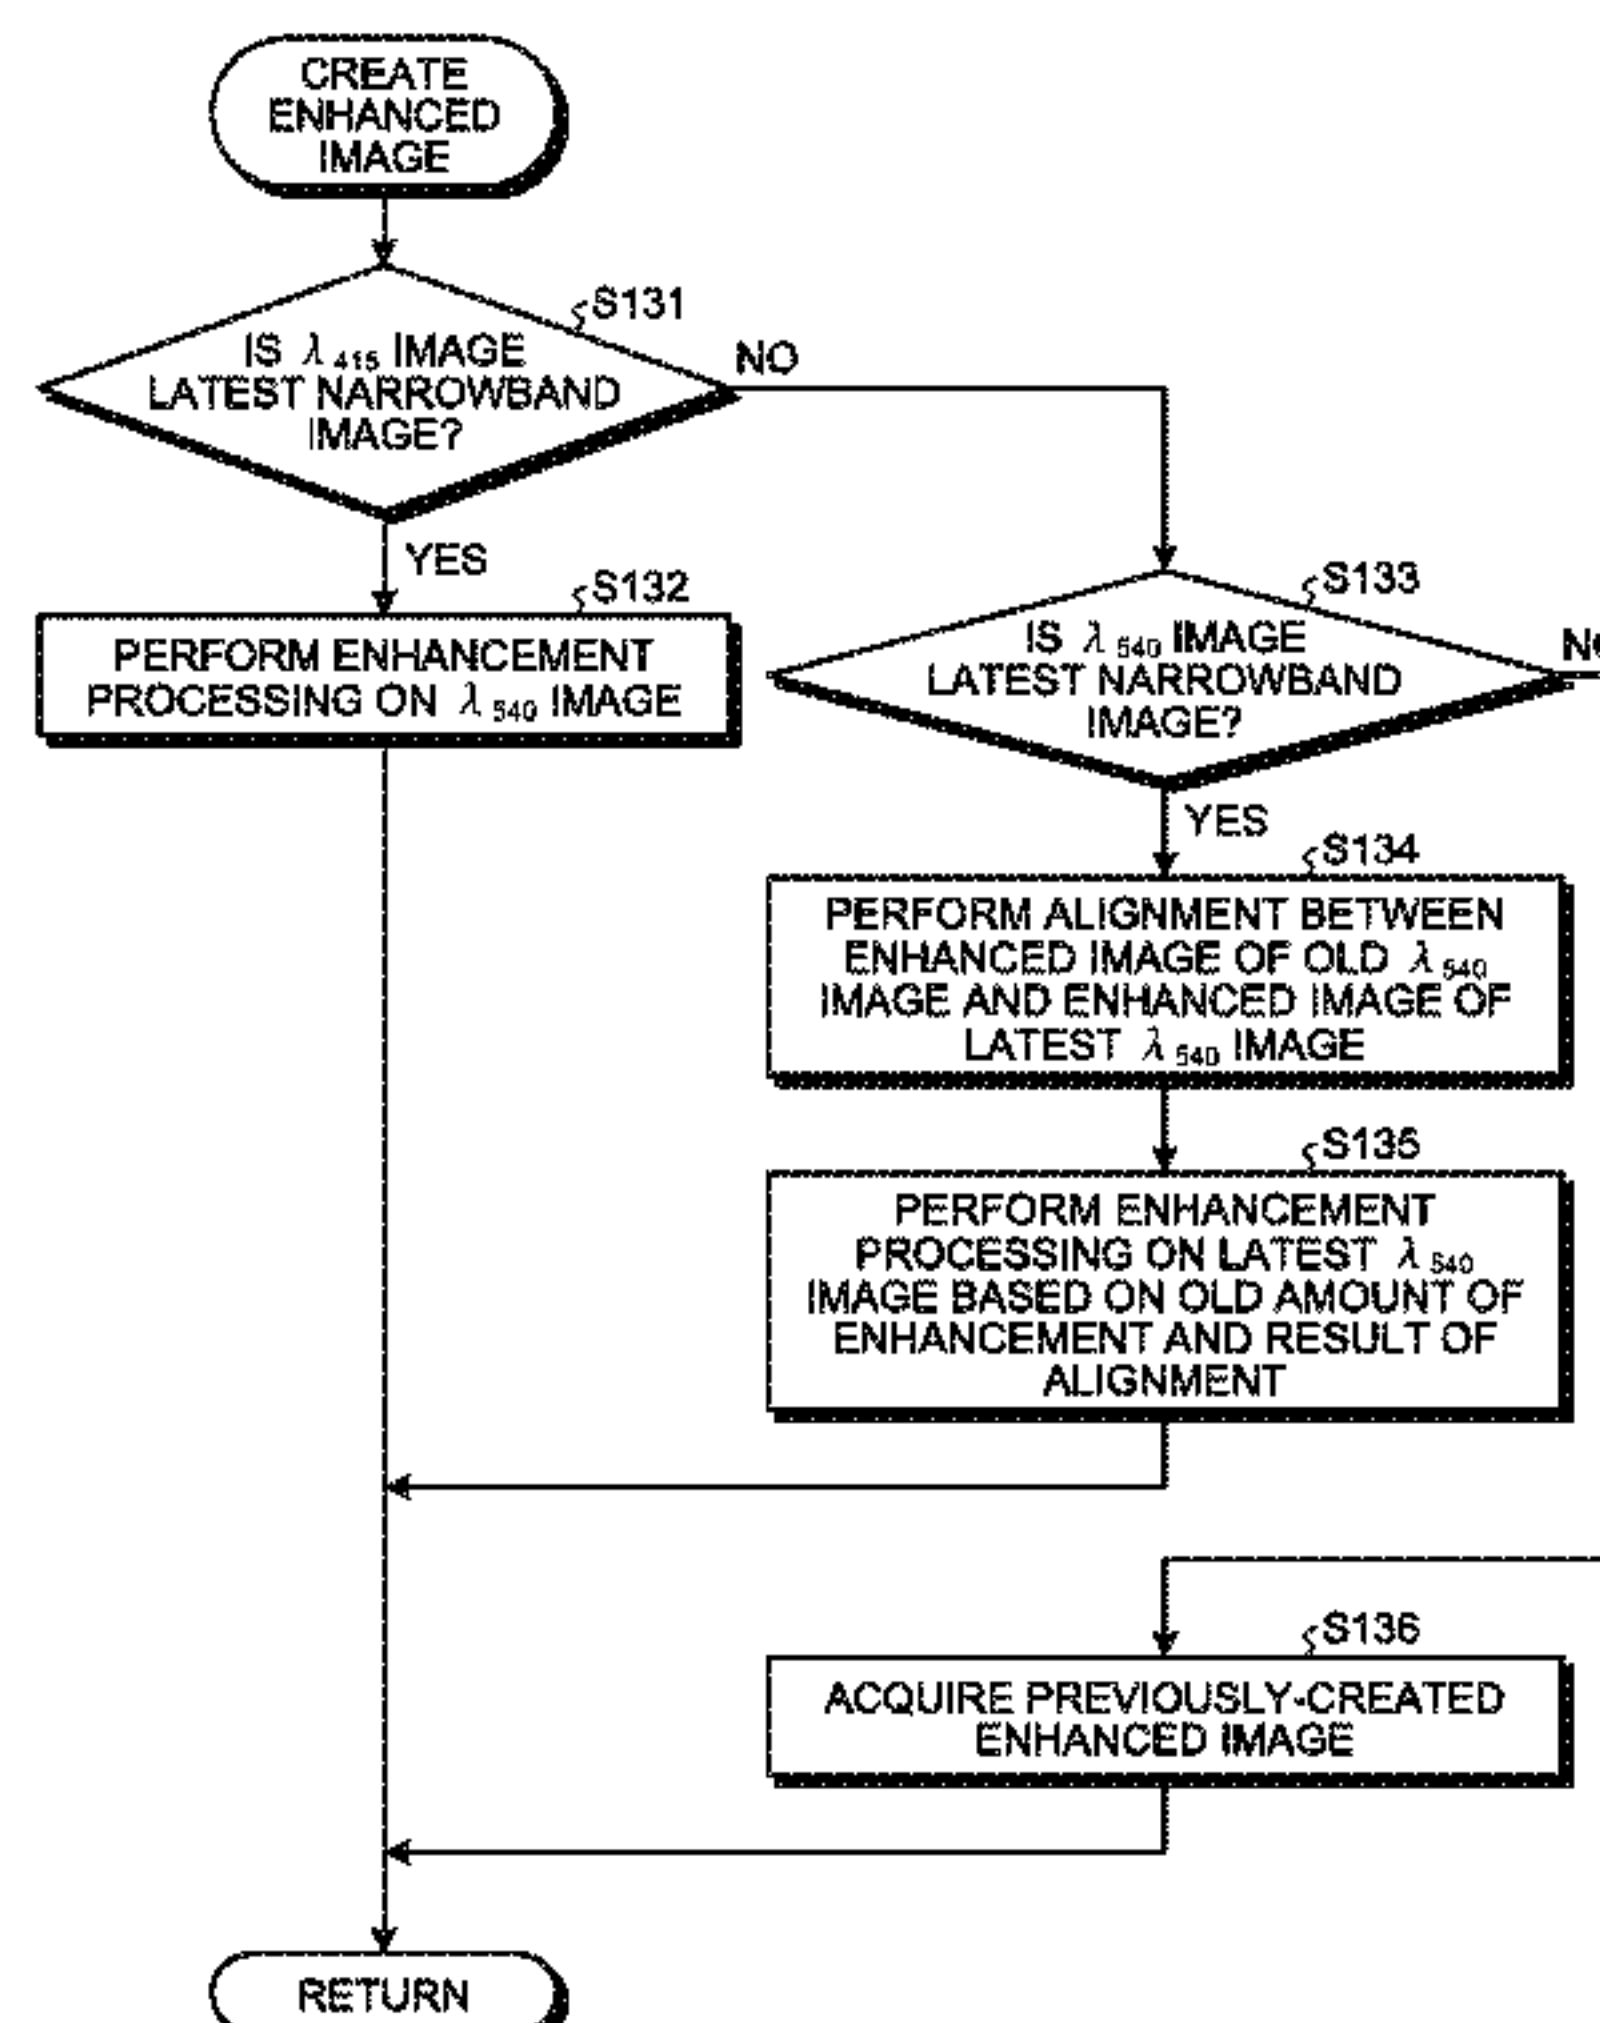 CREATE
ENHANCED
IMAGE
S131
IS λ415 IMAGE
LATEST NARROWBAND
IMAGE?
NO
YES
S132
PERFORM ENHANCEMENT
PROCESSING ON λ540 IMAGE
S133
IS λ540 IMAGE
LATEST NARROWBAND
IMAGE?
YES
S134
PERFORM ALIGNMENT BETWEEN
ENHANCED IMAGE OF OLD λ540
IMAGE AND ENHANCED IMAGE OF
LATEST λ540 IMAGE
S135
PERFORM ENHANCEMENT
PROCESSING ON LATEST λ540
IMAGE BASED ON OLD AMOUNT OF
ENHANCEMENT AND RESULT OF
ALIGNMENT
S136
ACQUIRE PREVIOUSLY-CREATED
ENHANCED IMAGE
RETURN